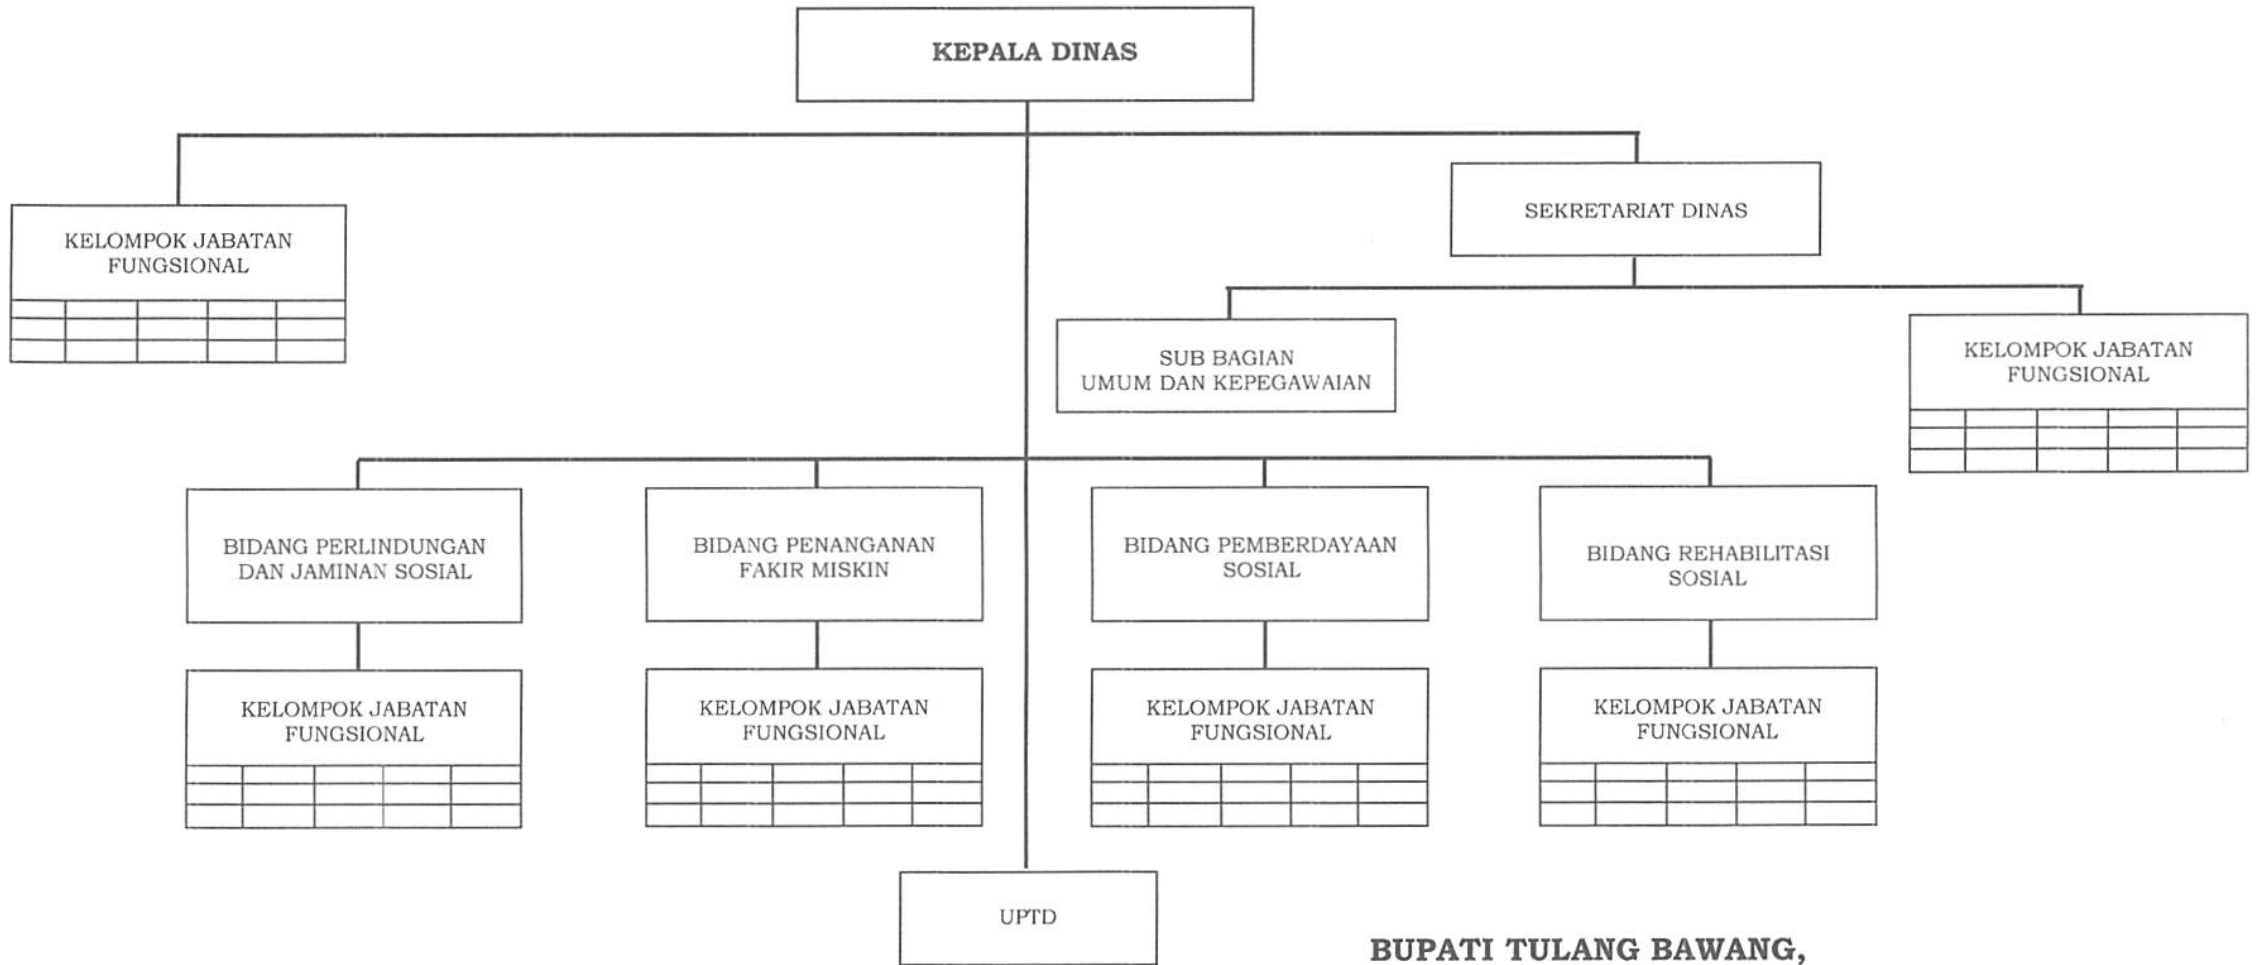 KEPALA DINAS
SEKRETARIAT DINAS
KELOMPOK JABATAN
FUNGSIONAL
SUB BAGIAN
UMUM DAN KEPEGAWAIAN
KELOMPOK JABATAN
FUNGSIONAL
BIDANG PERLINDUNGAN
DAN JAMINAN SOSIAL
BIDANG PENANGANAN
FAKIR MISKIN
BIDANG PEMBERDAYAAN
SOSIAL
BIDANG REHABILITASI
SOSIAL
KELOMPOK JABATAN
FUNGSIONAL
KELOMPOK JABATAN
FUNGSIONAL
KELOMPOK JABATAN
FUNGSIONAL
KELOMPOK JABATAN
FUNGSIONAL
UPTD
BUPATI TULANG BAWANG,